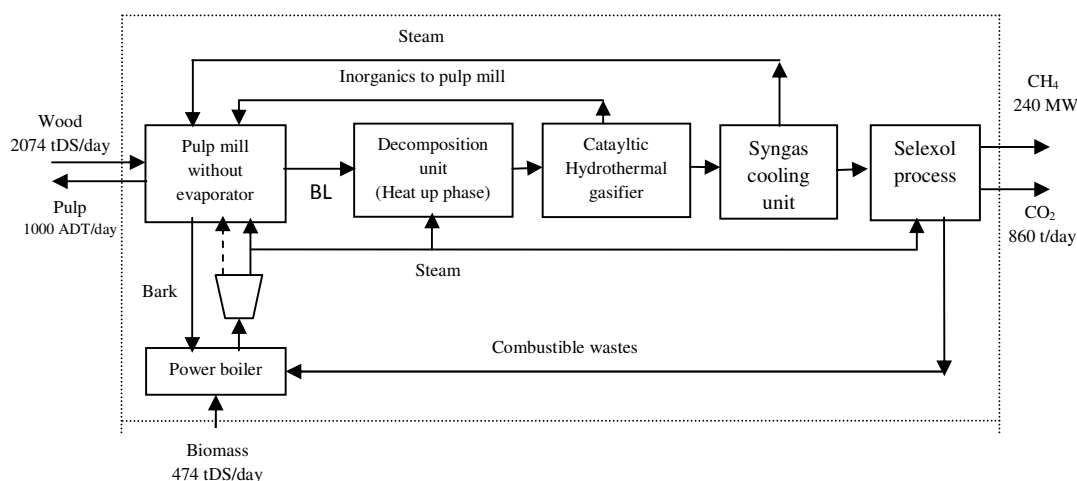 Steam
Inorganics to pulp mill
CH4
240 MW
Wood
2074 tDS/day
Pulp mill
without
evaporator
Decomposition
unit
(Heat up phase)
Catayltic
Hydrothermal
gasifier
Syngas
cooling
unit
Selexol
process
BL
Pulp
1000 ADT/day
CO2
860 t/day
Steam
Bark
Combustible wastes
Power boiler
Biomass
474 tDS/day